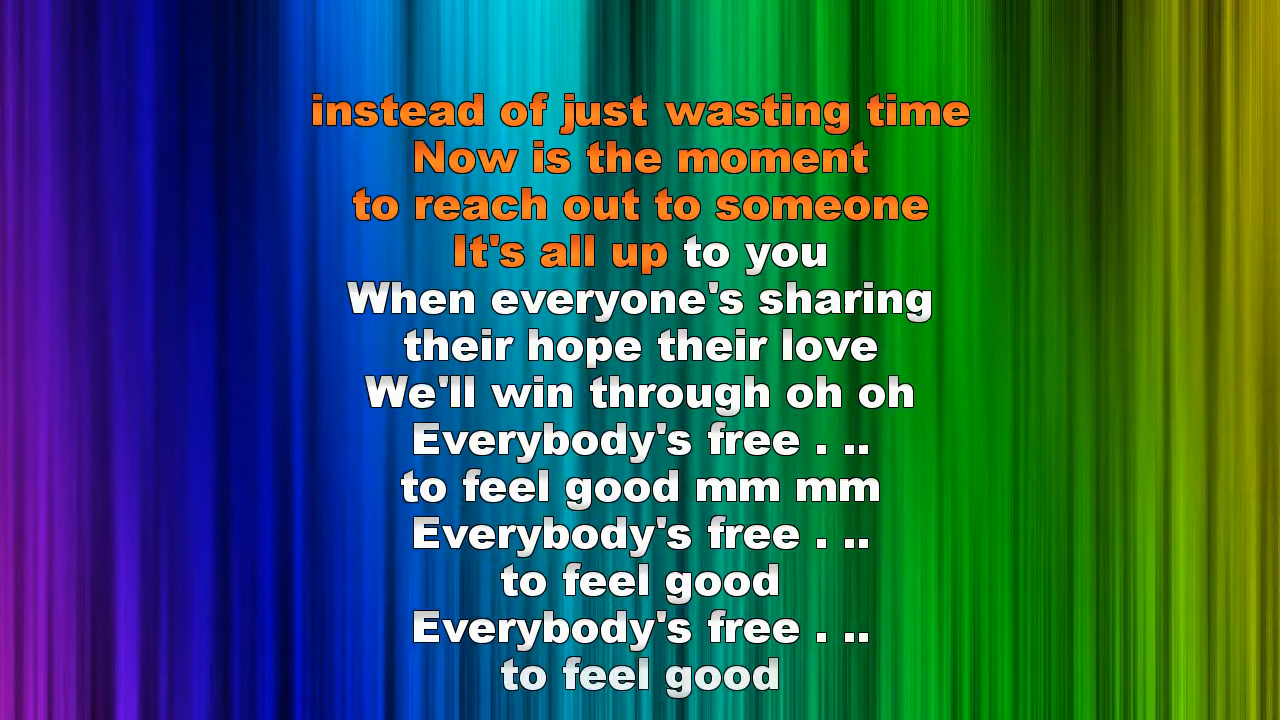 instead of just wasting time
Now is the moment
to reach out to someone
It's all up to you
When everyone's sharing
their hope their love
We'll win through oh oh
Everybody's free . ..
to feel good mm mm
Everybody's free . ..
to feel good
Everybody's free . ..
to feel good